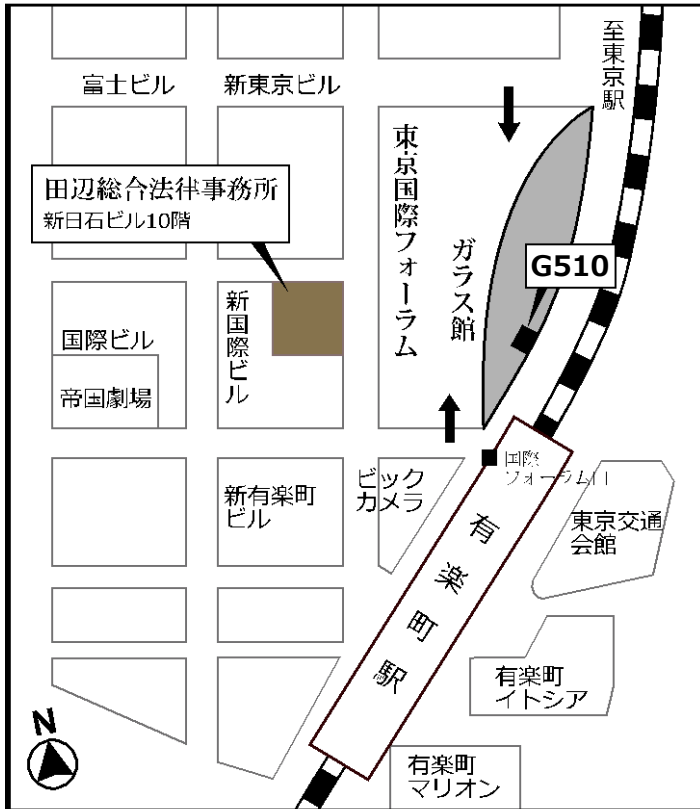 至東京駅
富士ビル
新東京ビル
田辺総合法律事務所
新日石ビル10階
東京国際フォーラム
ガラス館
G510
新国際ビル
国際ビル
帝国劇場
国際
フォーラム口
ビック
カメラ
新有楽町
ビル
東京交通
会館
有楽町駅
有楽町
イトシア
有楽町
マリオン
N